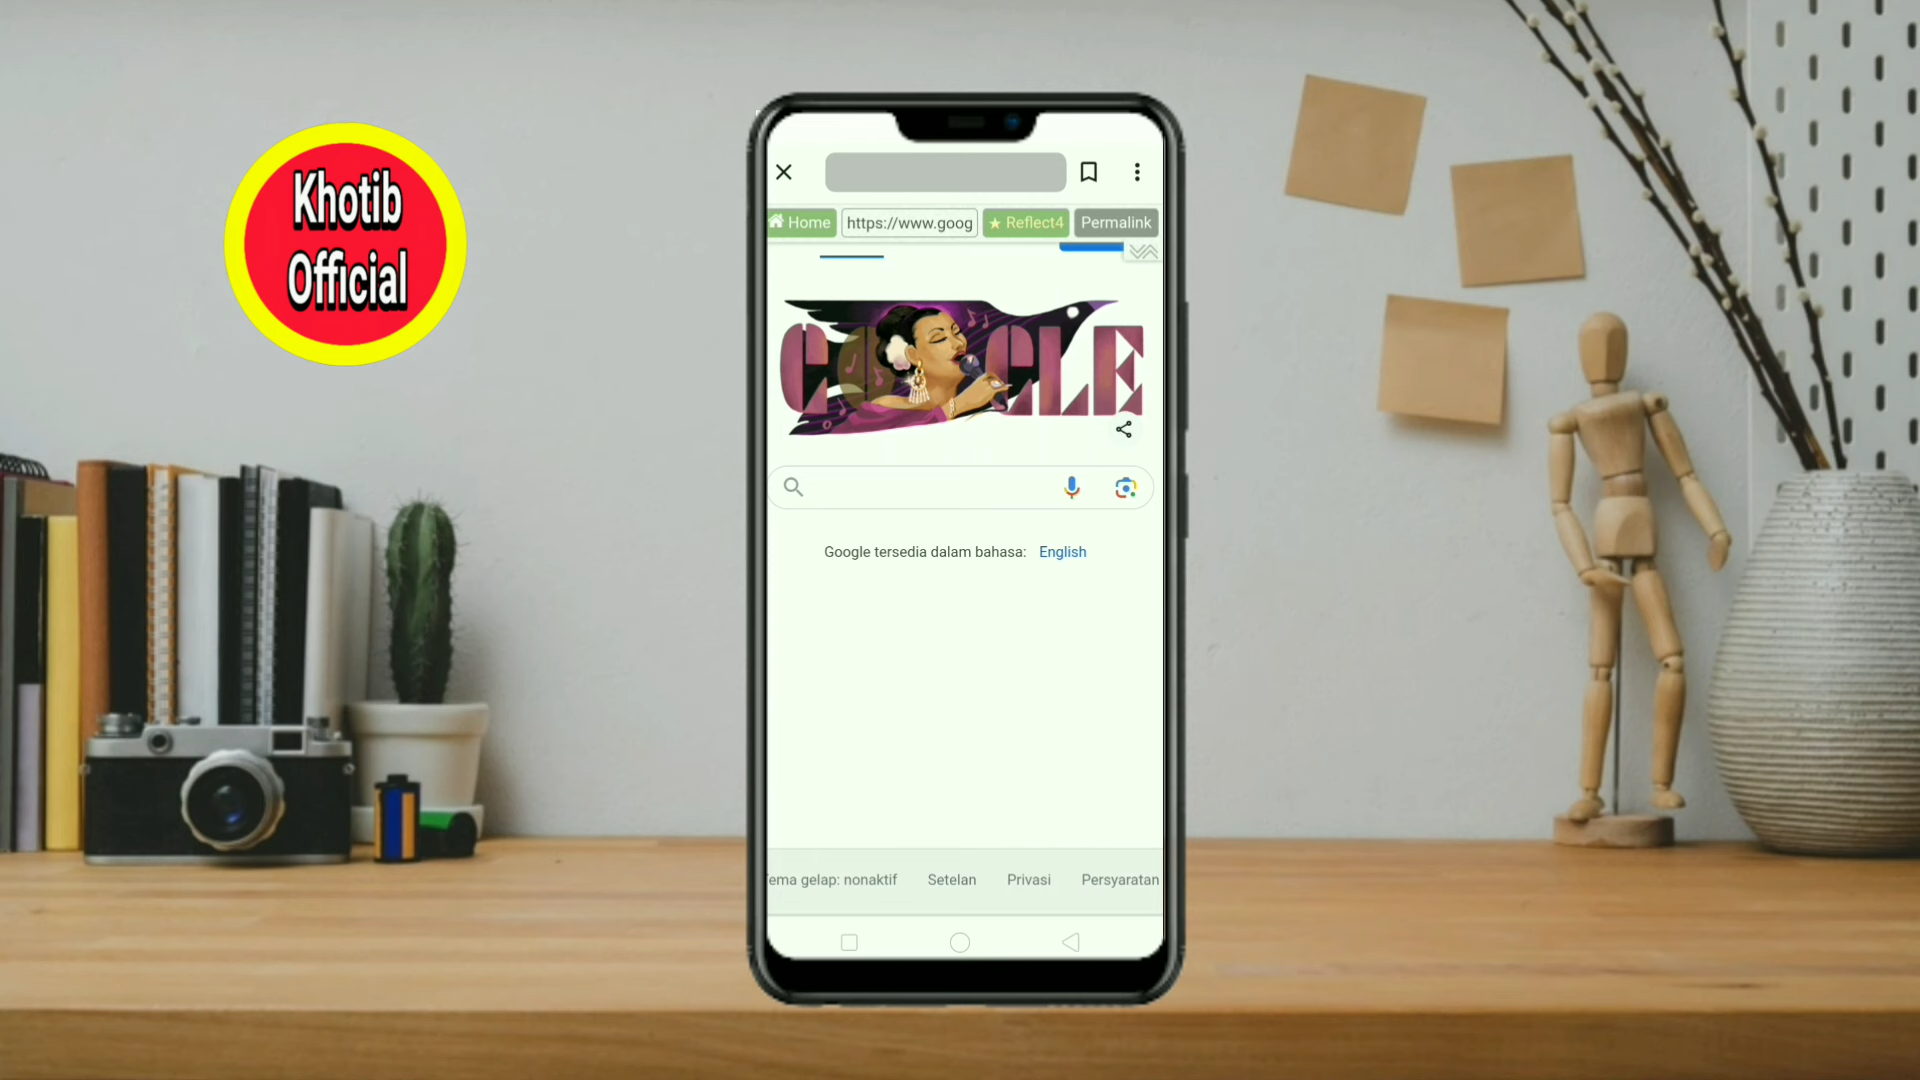 Khotib
Official
Home https://www.goog Reflect4 Permalink
GOOGLE
Google tersedia dalam bahasa: English
ema gelap: nonaktif Setelan Privasi Persyaratan